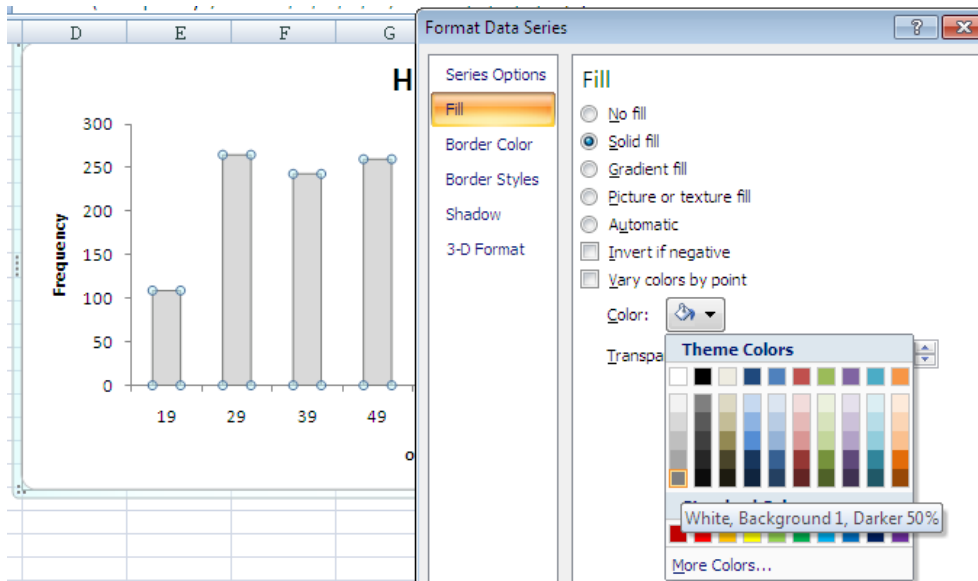 D E F G
H
300
250
200
150
100
50
0
Frequency
19 29 39 49
Format Data Series
Series Options
Fill
Border Color
Border Styles
Shadow
3-D Format
Fill
No fill
Solid fill
Gradient fill
Picture or texture fill
Automatic
Invert if negative
Vary colors by point
Color:
Transpa
Theme Colors
White, Background 1, Darker 50%
More Colors...